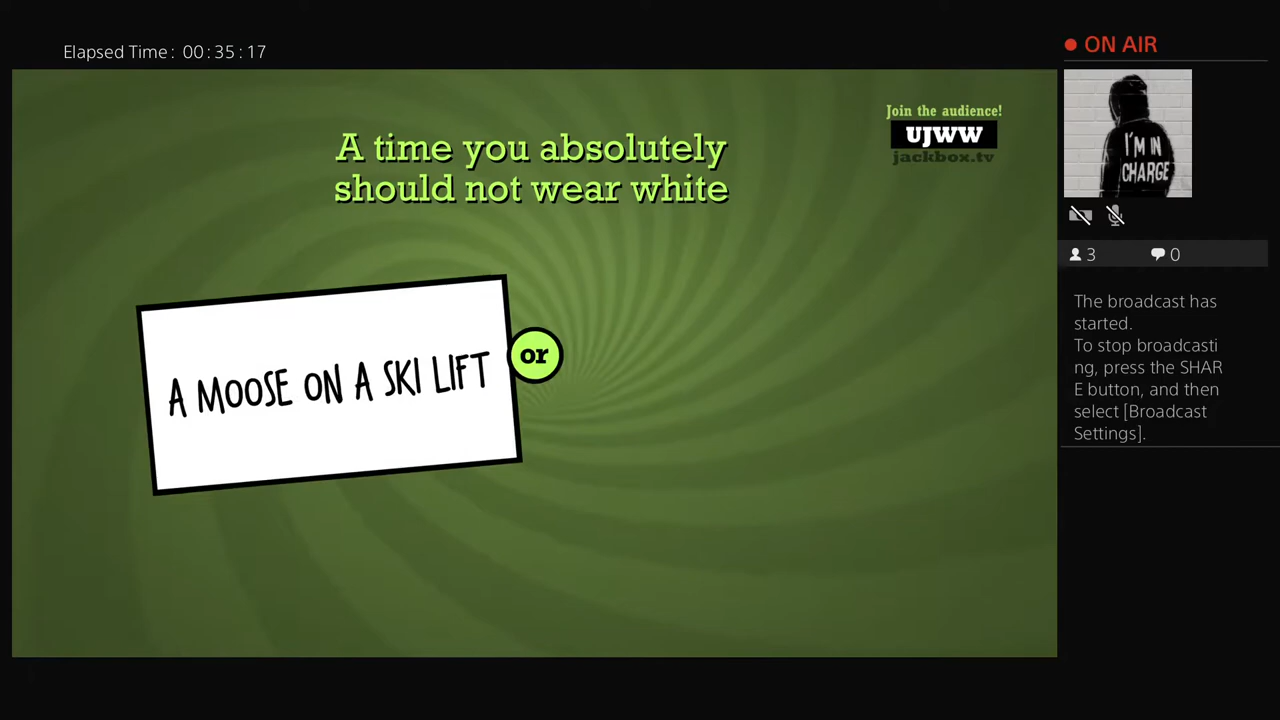 Elapsed Time: 00:35:17
ON AIR
Join the audience!
UJWW
jackbox.tv
A time you absolutely
should not wear white
I'M IN
CHARGE
3 0
A MOOSE ON A SKI LIFT
or
The broadcast has
started.
To stop broadcasti
ng, press the SHAR
E button, and then
select [Broadcast
Settings].